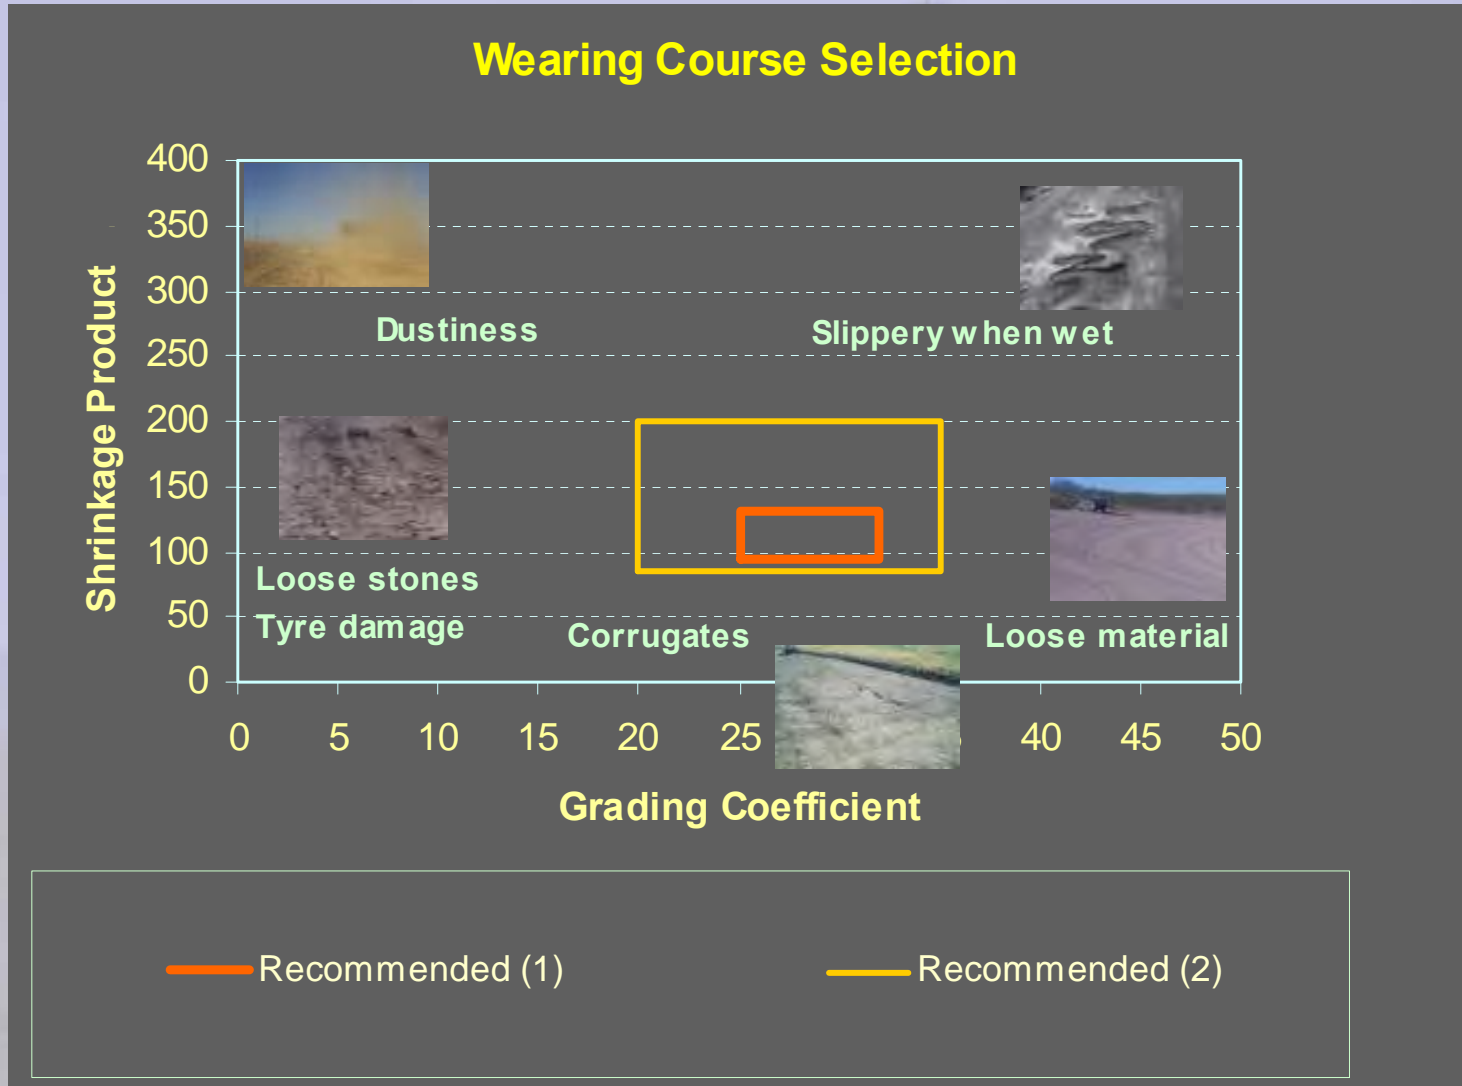 Wearing Course Selection
400
350
300
250
200
150
100
50
0
Shrinkage Product
Dustiness
Slippery when wet
Loose stones
Tyre damage
Corrugates
Loose material
0 5 10 15 20 25 40 45 50
Grading Coefficient
Recommended (1)
Recommended (2)